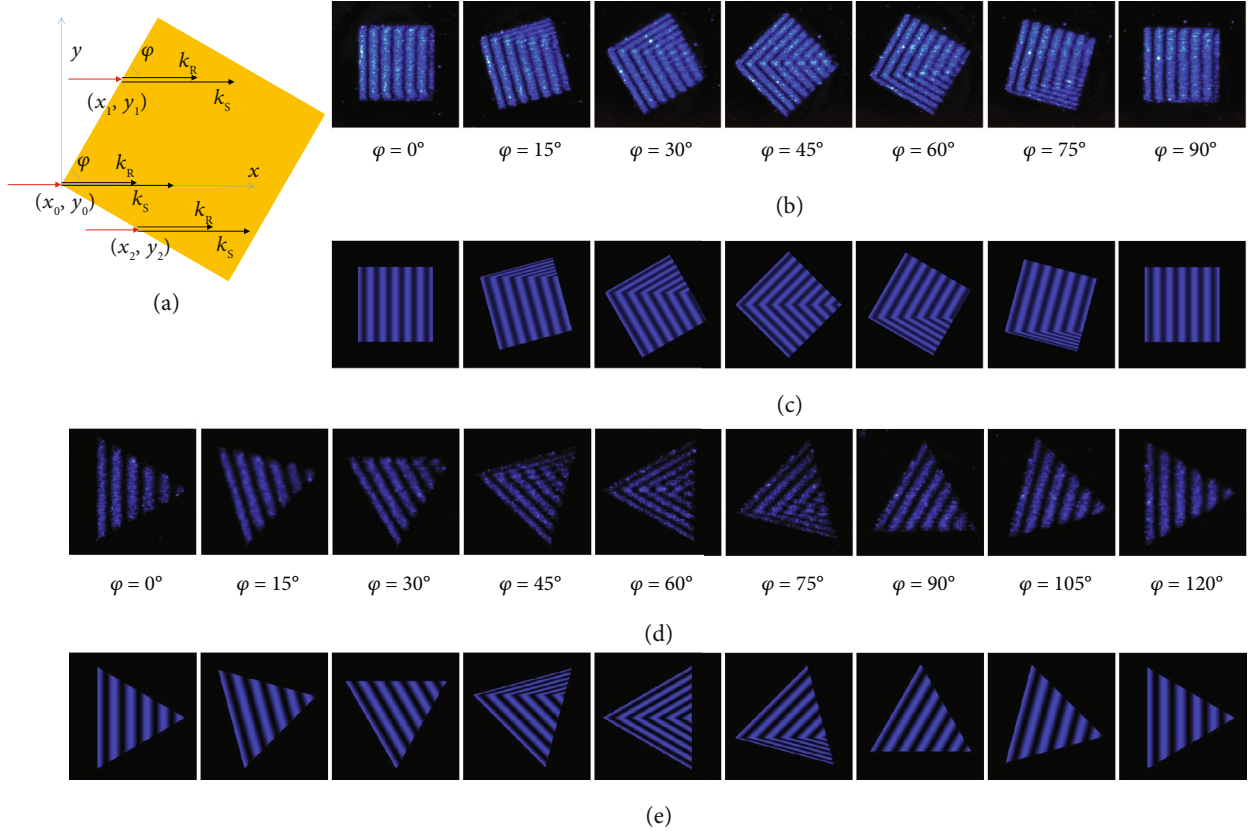 y
φ
k_R
k_S
(x_1, y_1)
φ
k_R
x
(x_0, y_0)
k_S
k_R
(x_2, y_2)
k_S
(a)
φ = 0°
φ = 15°
φ = 30°
φ = 45°
φ = 60°
φ = 75°
φ = 90°
(b)
(c)
φ = 0°
φ = 15°
φ = 30°
φ = 45°
φ = 60°
φ = 75°
φ = 90°
φ = 105°
φ = 120°
(d)
(e)